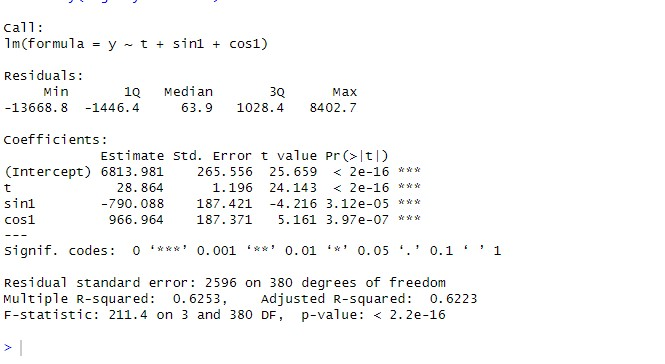 Call:
lm(formula = y ~ t + sin1 + cos1)
Residuals:
Min 1Q Median 3Q Max
-13668.8 -1446.4 63.9 1028.4 8402.7
Coefficients:
Estimate Std. Error t value Pr(>|t|)
(Intercept) 6813.981 265.556 25.659 < 2e-16 ***
t 28.864 1.196 24.143 < 2e-16 ***
sin1 -790.088 187.421 -4.216 3.12e-05 ***
cos1 966.964 187.371 5.161 3.97e-07 ***
---
Signif. codes: 0 ‘***’ 0.001 ‘**’ 0.01 ‘*’ 0.05 ‘.’ 0.1 ‘ ’ 1
Residual standard error: 2596 on 380 degrees of freedom
Multiple R-squared: 0.6253, Adjusted R-squared: 0.6223
F-statistic: 211.4 on 3 and 380 DF, p-value: < 2.2e-16
>